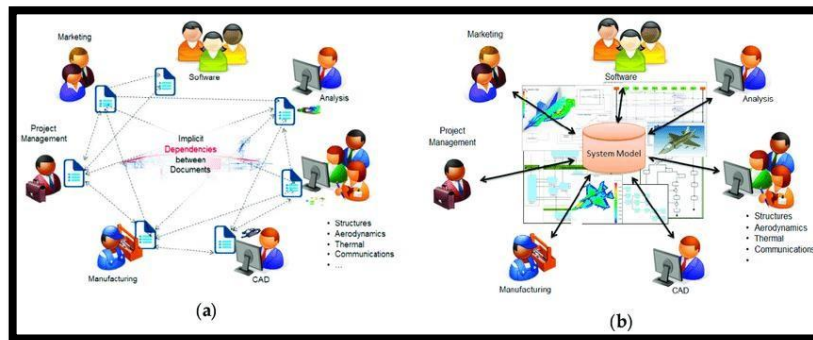 Marketing
Software
Analysis
Project
Management
Implicit
Dependencies
between
Documents
• Structures
• Aerodynamics
• Thermal
• Communications
• ...
Manufacturing
CAD
(a)
Marketing
Software
Analysis
Project
Management
System Model
• Structures
• Aerodynamics
• Thermal
• Communications
•
Manufacturing
CAD
(b)